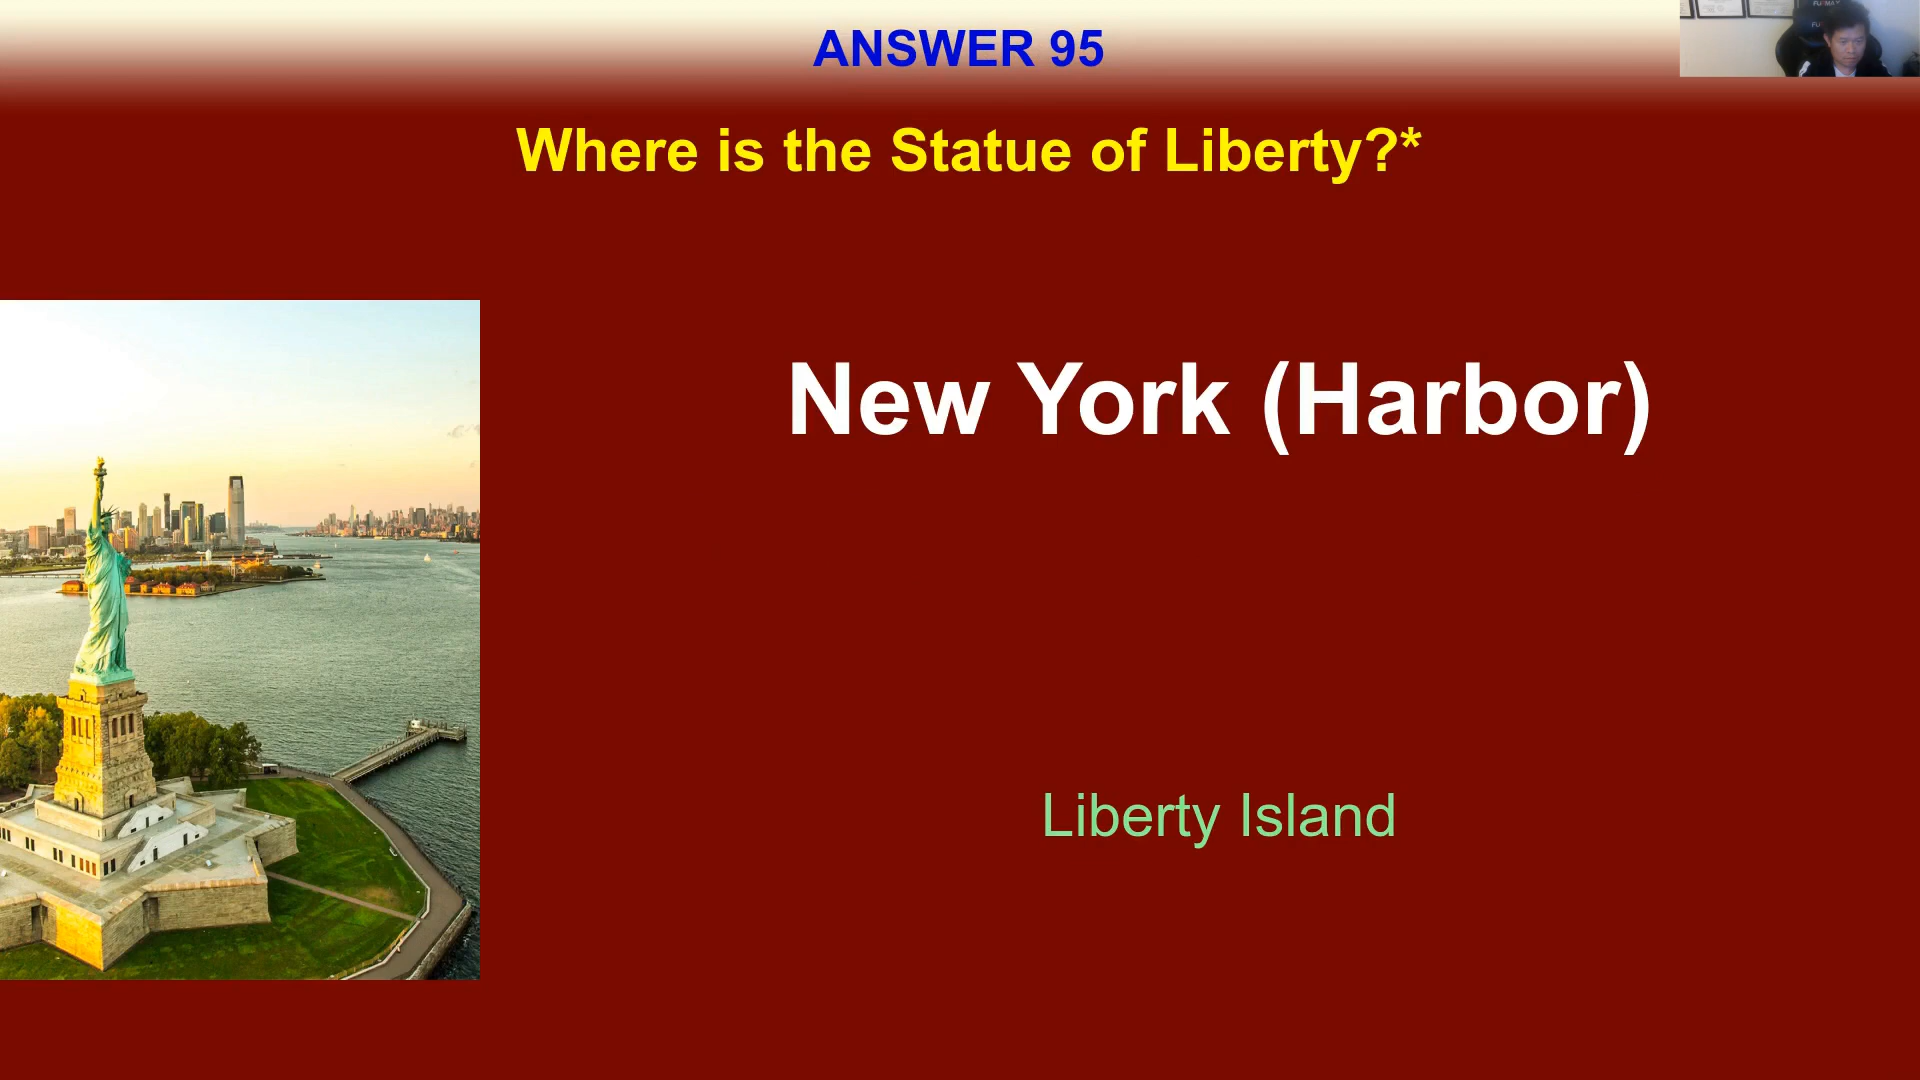 ANSWER 95
Where is the Statue of Liberty?*
New York (Harbor)
Liberty Island